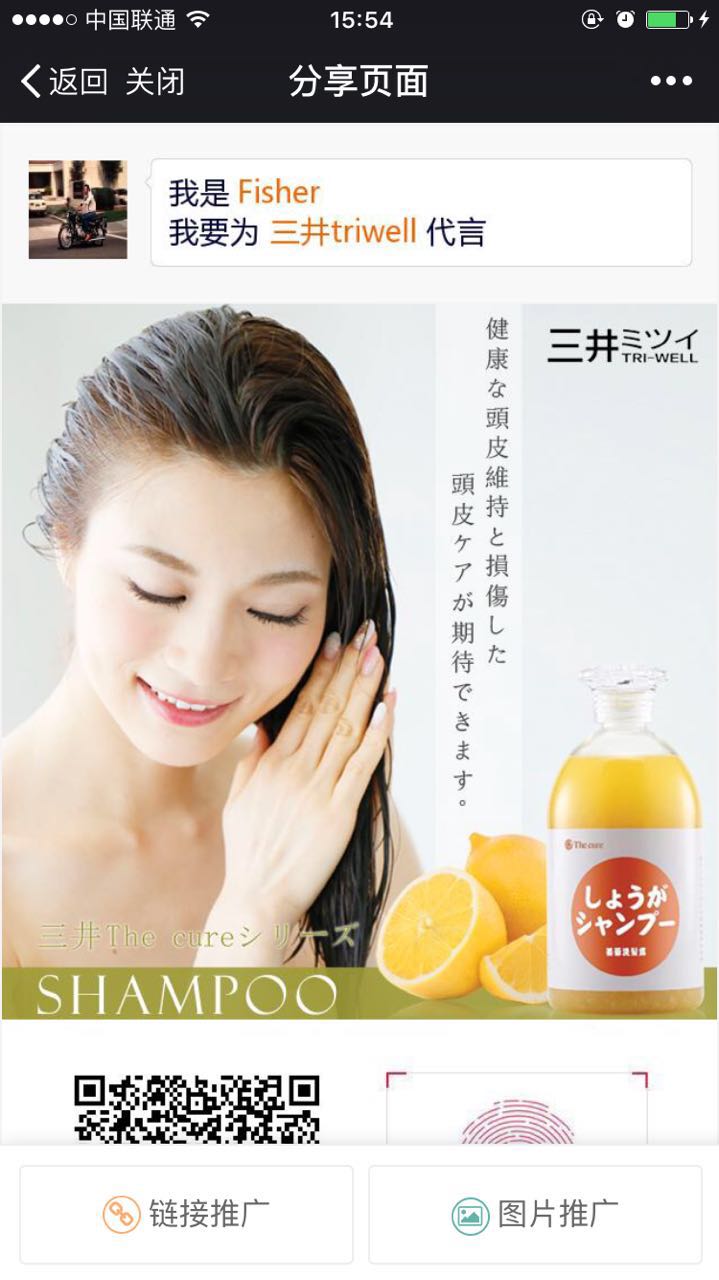 中国联通
15:54
返回 关闭
分享页面
我是 Fisher
我要为 三井triwell 代言
三井ミツイ
TRI-WELL
健康な頭皮維持と損傷した
頭皮ケアが期待できます。
The cure
しょうが
シャンプー
三井The cureシリーズ
SHAMPOO
链接推广
图片推广